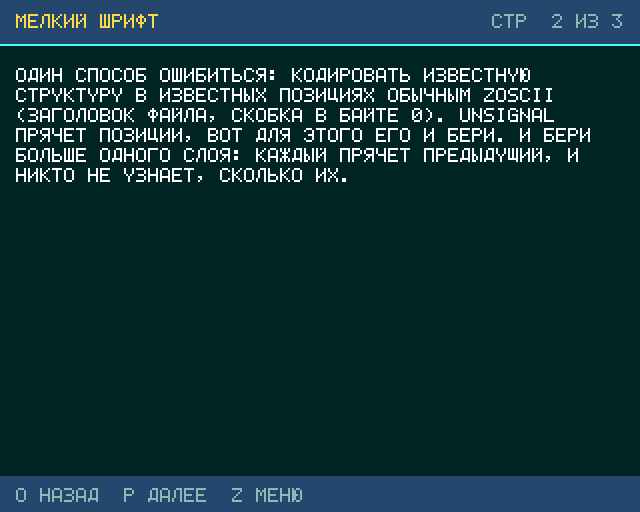 МЕЛКИЙ ШРИФТ
СТР 2 ИЗ 3
ОДИН СПОСОБ ОШИБИТЬСЯ: КОДИРОВАТЬ ИЗВЕСТНУЮ
СТРУКТУРУ В ИЗВЕСТНЫХ ПОЗИЦИЯХ ОБЫЧНЫМ ZOSCII
(ЗАГОЛОВОК ФАЙЛА, СКОБКА В БАЙТЕ 0). UNSIGNAL
ПРЯЧЕТ ПОЗИЦИИ, ВОТ ДЛЯ ЭТОГО ЕГО И БЕРИ. И БЕРИ
БОЛЬШЕ ОДНОГО СЛОЯ: КАЖДЫЙ ПРЯЧЕТ ПРЕДЫДУЩИЙ, И
НИКТО НЕ УЗНАЕТ, СКОЛЬКО ИХ.
O НАЗАД P ДАЛЕЕ Z МЕНЮ